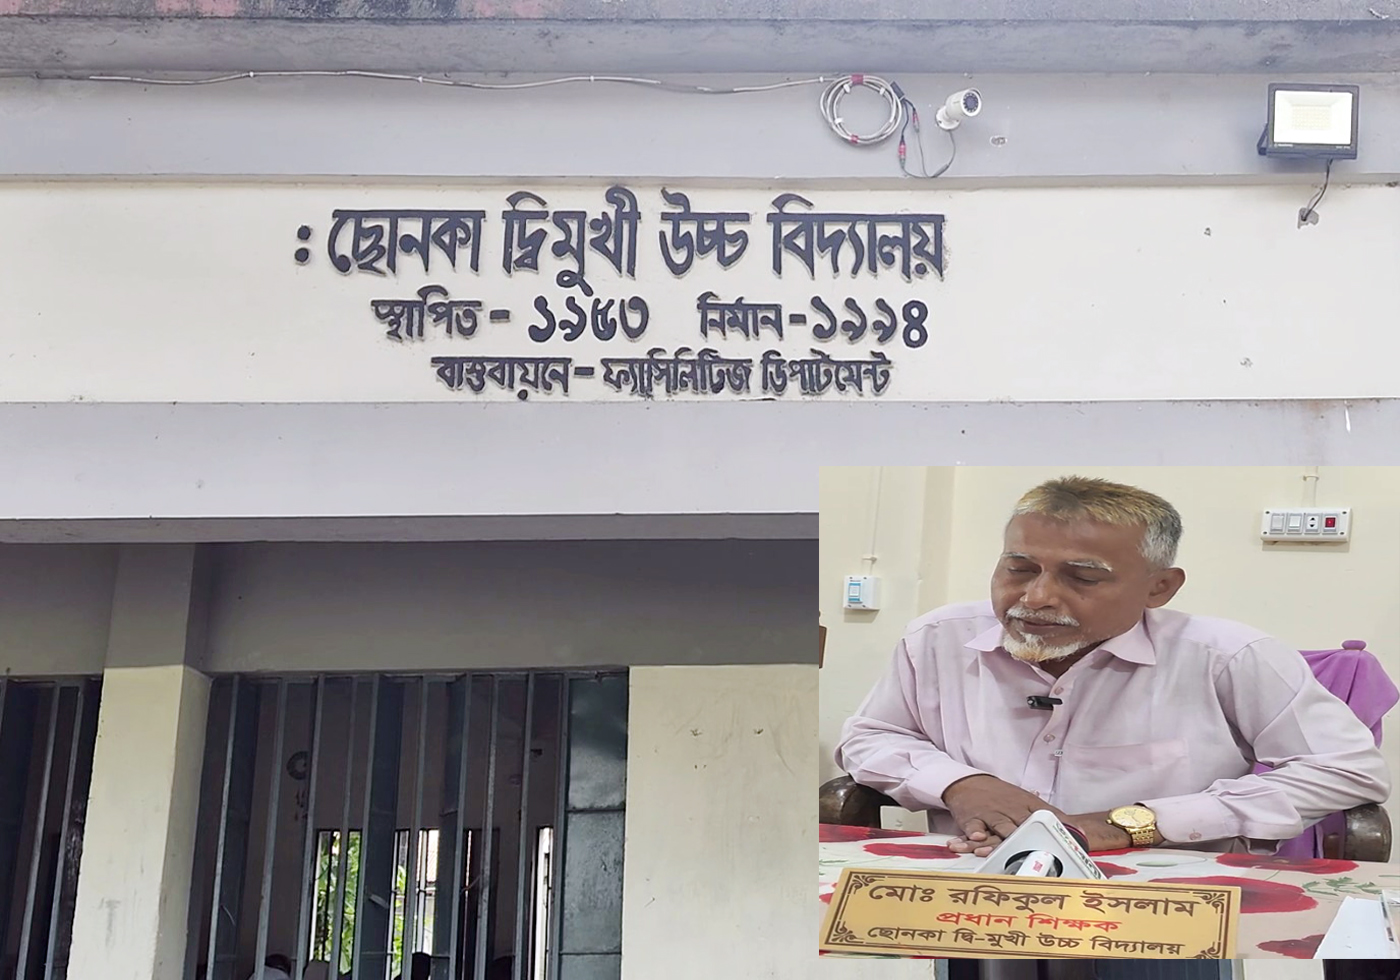 : ছোনকা দ্বিমুখী উচ্চ বিদ্যালয়
স্থাপিত - ১৯৫৩ নির্মান - ১৯৯৪
বাস্তবায়নে - ফ্যাসিলিটিজ ডিপার্টমেন্ট
মোঃ রফিকুল ইসলাম
প্রধান শিক্ষক
ছোনকা দ্বি-মুখী উচ্চ বিদ্যালয়